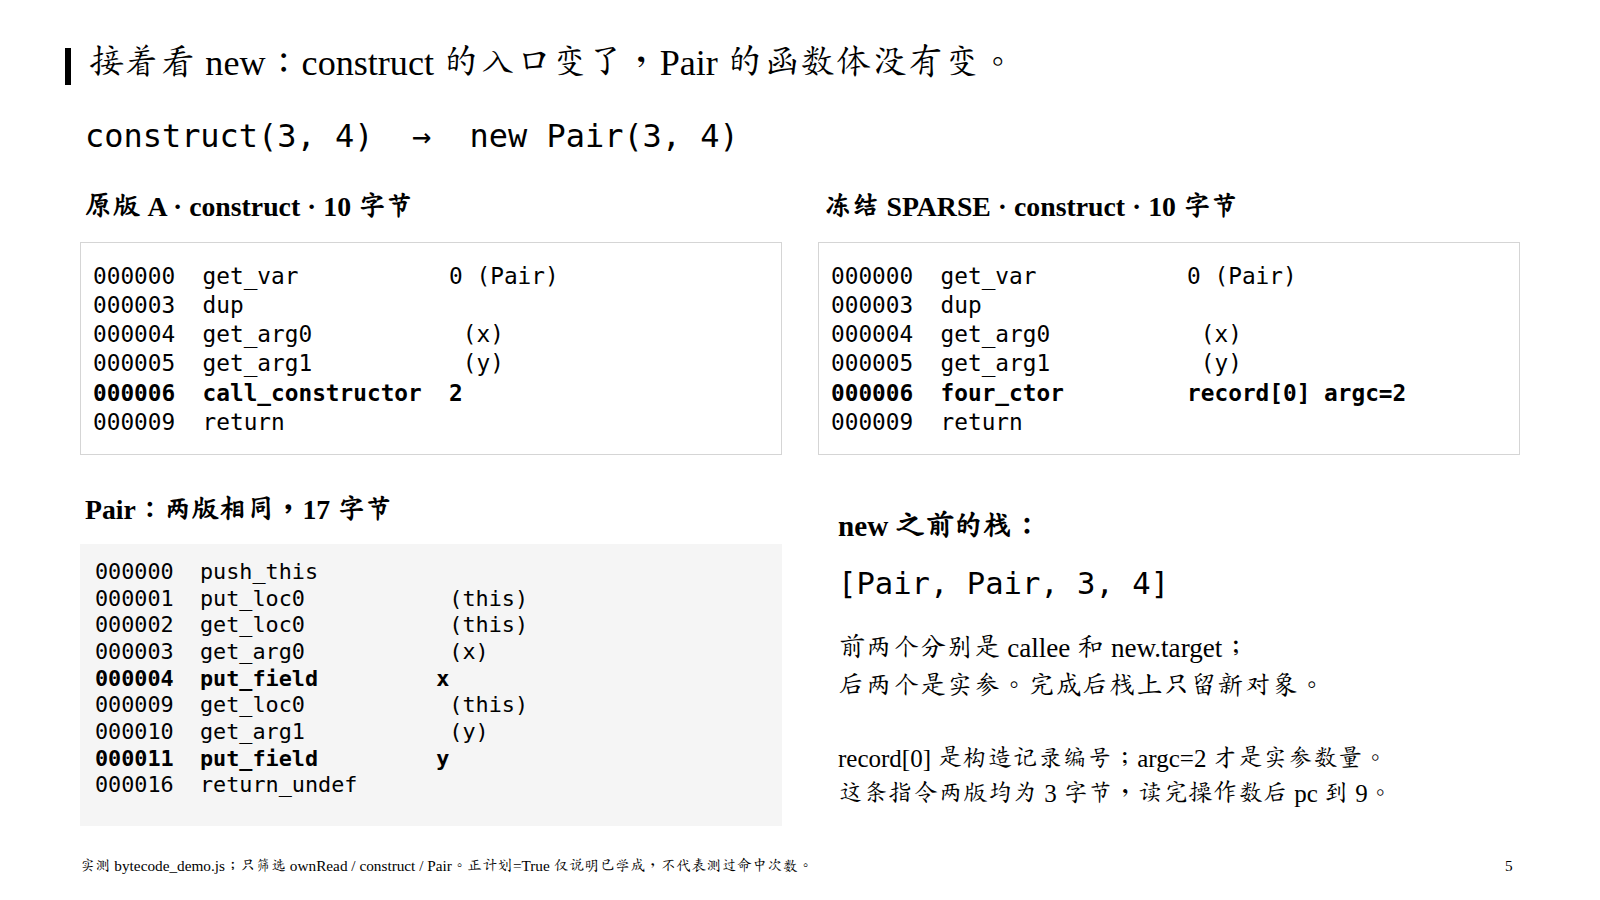 接着看 new：construct 的入口变了，Pair 的函数体没有变。
construct(3, 4)  →  new Pair(3, 4)
原版 A · construct · 10 字节
000000  get_var           0 (Pair)
000003  dup
000004  get_arg0           (x)
000005  get_arg1           (y)
000006  call_constructor  2
000009  return
冻结 SPARSE · construct · 10 字节
000000  get_var           0 (Pair)
000003  dup
000004  get_arg0           (x)
000005  get_arg1           (y)
000006  four_ctor         record[0] argc=2
000009  return
Pair：两版相同，17 字节
000000  push_this
000001  put_loc0           (this)
000002  get_loc0           (this)
000003  get_arg0           (x)
000004  put_field         x
000009  get_loc0           (this)
000010  get_arg1           (y)
000011  put_field         y
000016  return_undef
new 之前的栈：
[Pair, Pair, 3, 4]
前两个分别是 callee 和 new.target；
后两个是实参。完成后栈上只留新对象。
record[0] 是构造记录编号；argc=2 才是实参数量。
这条指令两版均为 3 字节，读完操作数后 pc 到 9。
实测 bytecode_demo.js；只筛选 ownRead / construct / Pair。正计划=True 仅说明已学成，不代表测过命中次数。
5